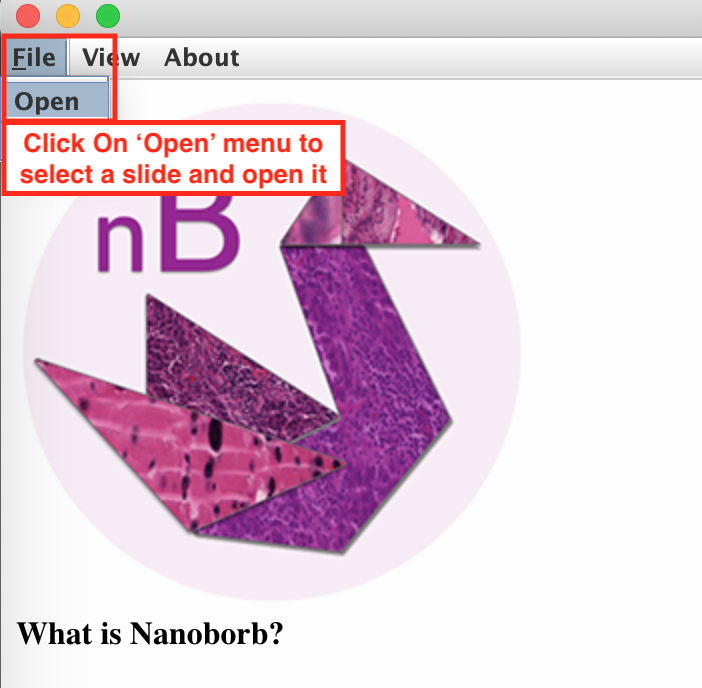 File View About
Open
Click On ‘Open’ menu to
select a slide and open it
nB
What is Nanoborb?